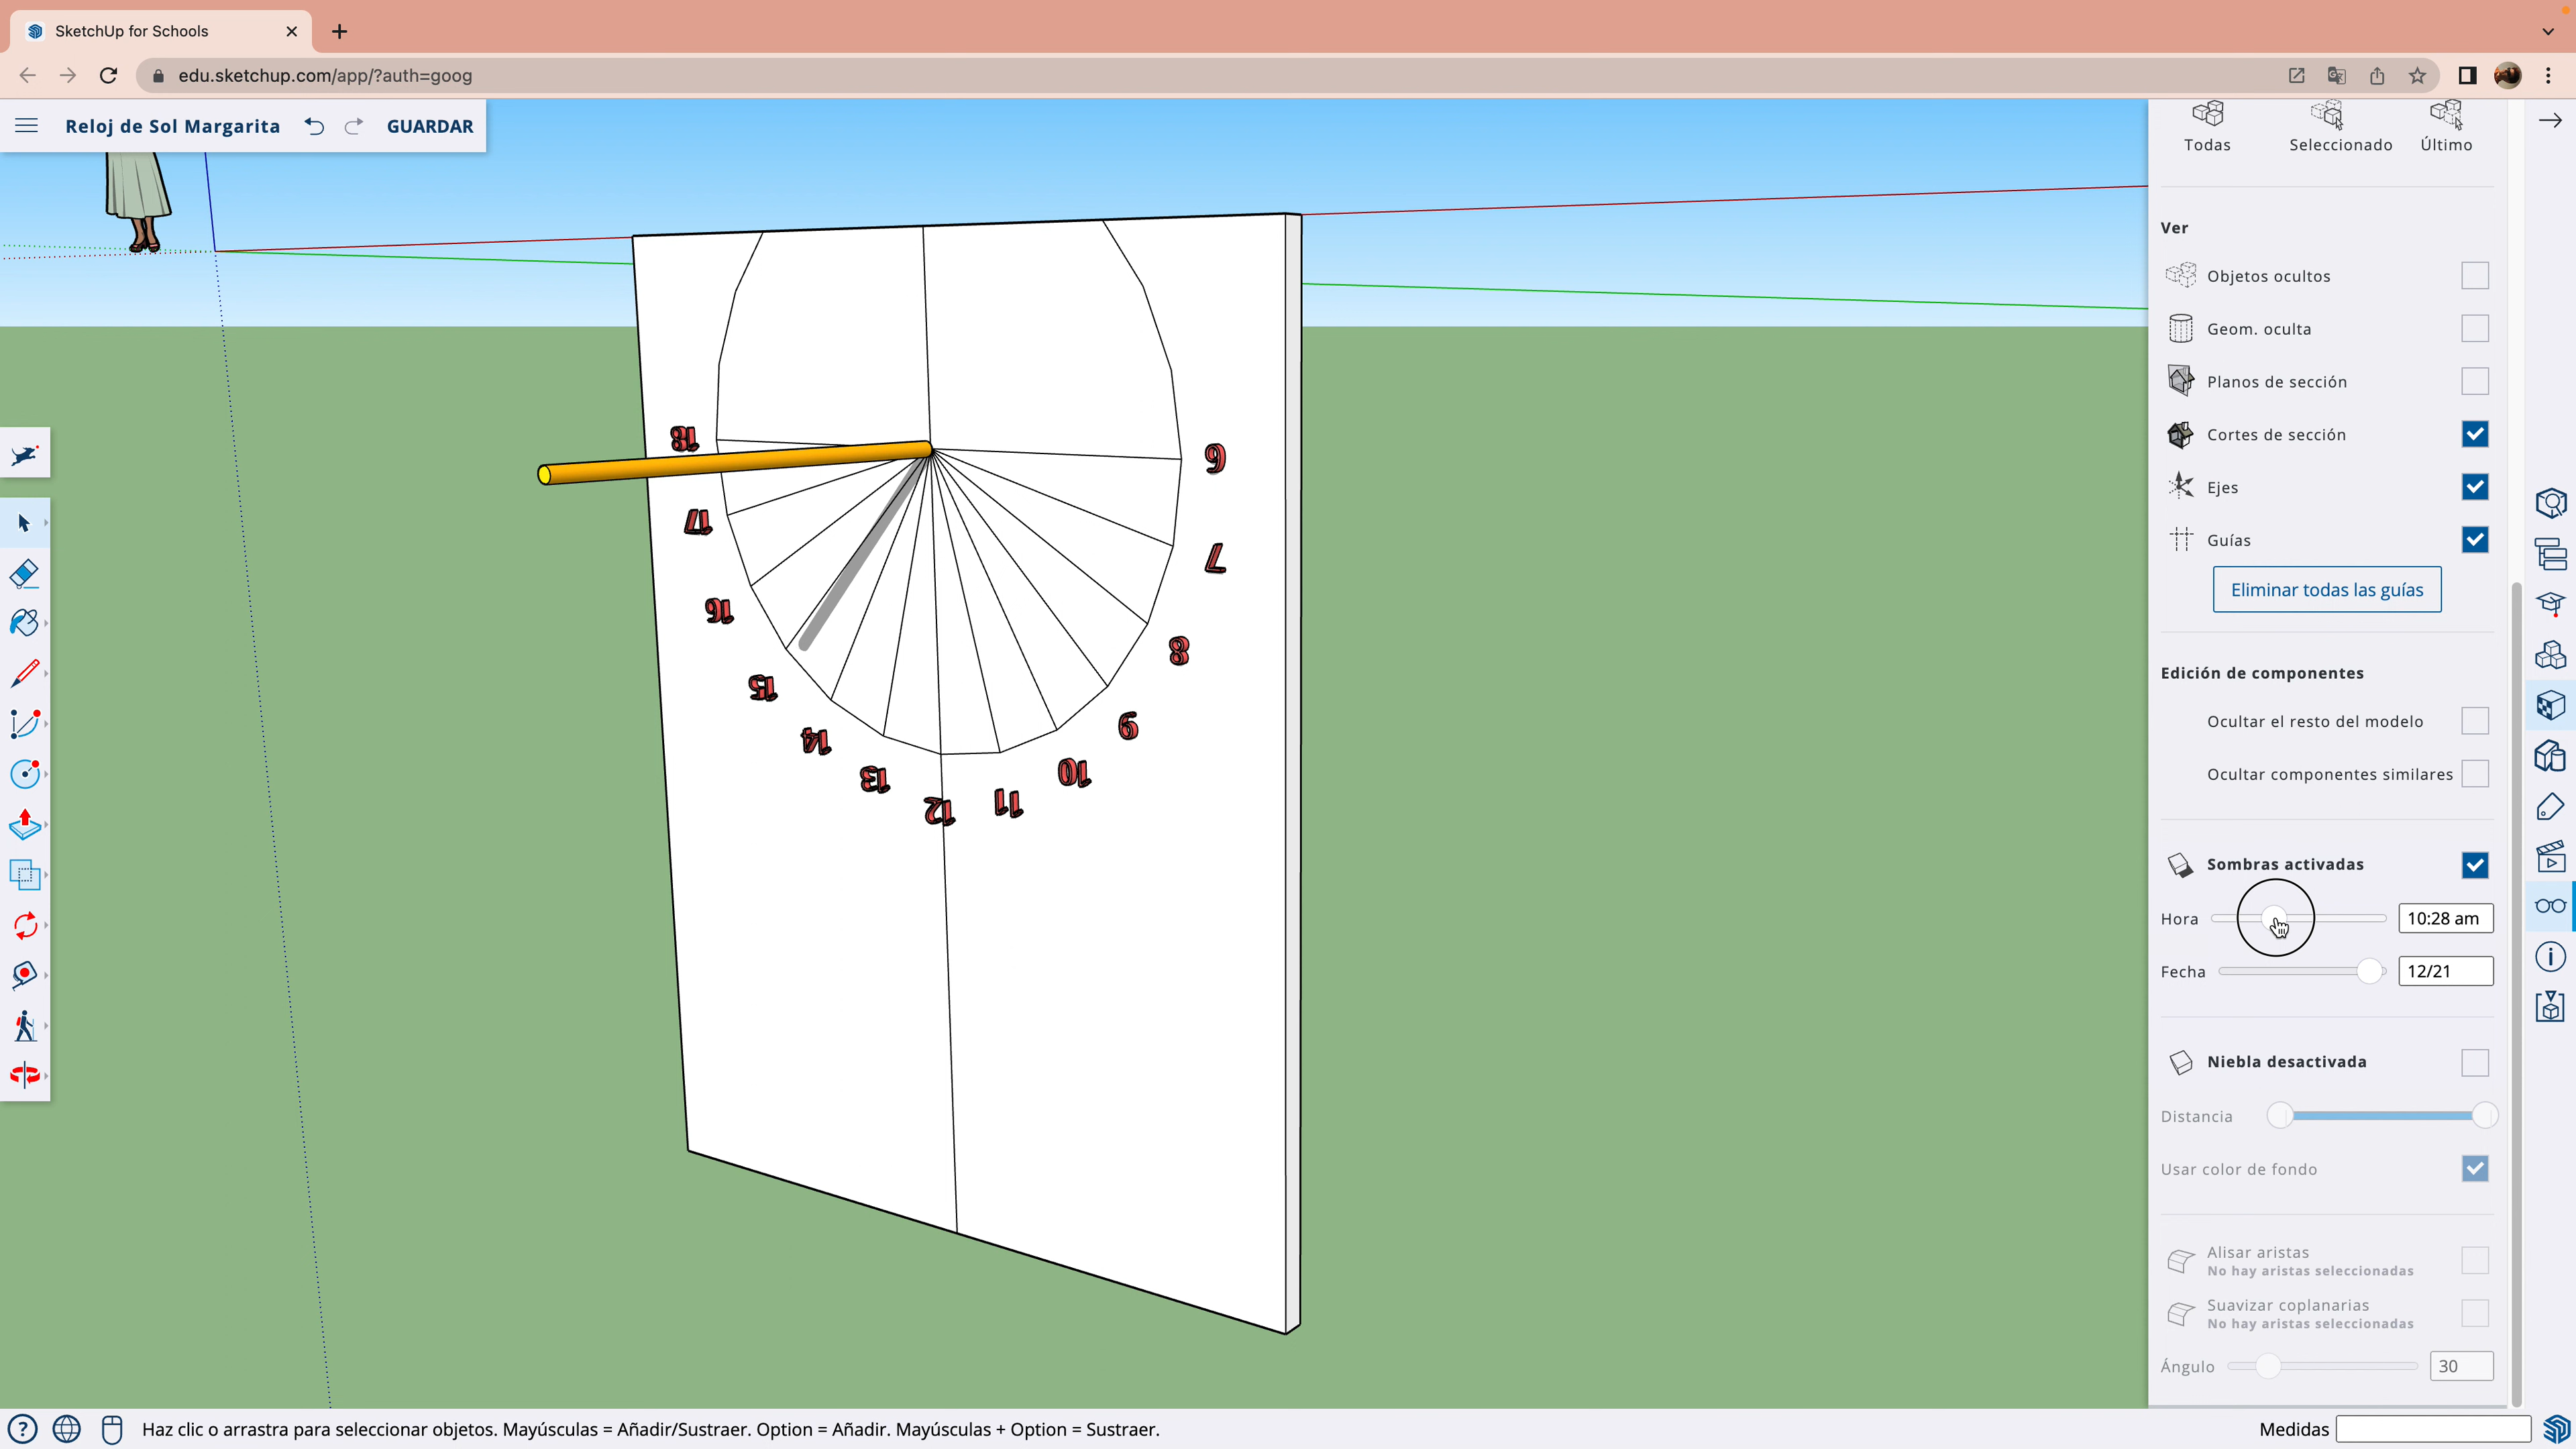 SketchUp for Schools
edu.sketchup.com/app/?auth=goog
Reloj de Sol Margarita
GUARDAR
Todas
Seleccionado
Último
Ver
Objetos ocultos
Geom. oculta
Planos de sección
Cortes de sección
Ejes
Guías
Eliminar todas las guías
Edición de componentes
Ocultar el resto del modelo
Ocultar componentes similares
Sombras activadas
Hora
10:28 am
Fecha
12/21
Niebla desactivada
Distancia
Usar color de fondo
Alisar aristas
No hay aristas seleccionadas
Suavizar coplanarias
No hay aristas seleccionadas
Ángulo
30
18
17
16
15
14
13
12
11
10
9
8
7
6
Haz clic o arrastra para seleccionar objetos. Mayúsculas = Añadir/Sustraer. Option = Añadir. Mayúsculas + Option = Sustraer.
Medidas